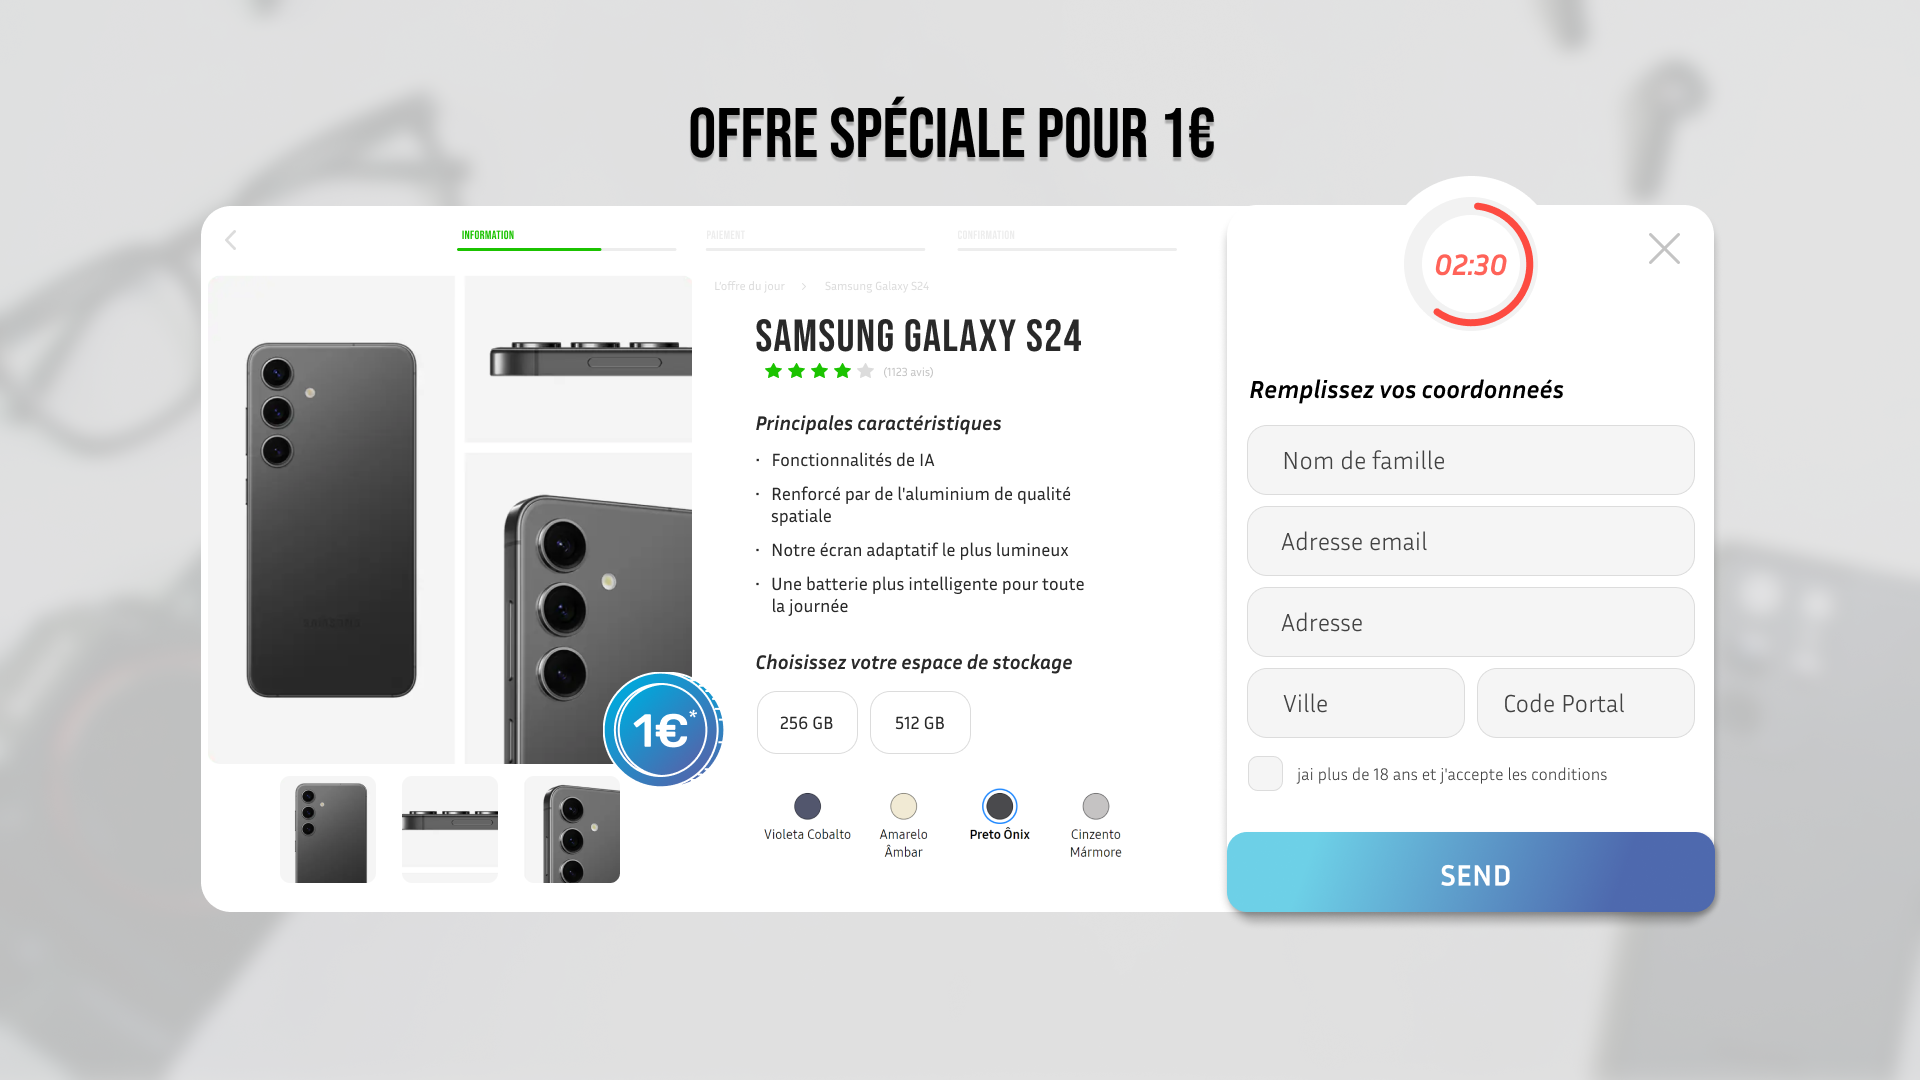 OFFRE SPÉCIALE POUR 1€
INFORMATION
PAIEMENT
CONFIRMATION
02:30
L'offre du jour > Samsung Galaxy S24
SAMSUNG GALAXY S24
(1123 avis)
Principales caractéristiques
· Fonctionnalités de IA
· Renforcé par de l'aluminium de qualité
spatiale
· Notre écran adaptatif le plus lumineux
· Une batterie plus intelligente pour toute
la journée
SAMSUNG
1€*
Choisissez votre espace de stockage
256 GB
512 GB
Violeta Cobalto
Amarelo
Âmbar
Preto Ônix
Cinzento
Mármore
Remplissez vos coordonneés
Nom de famille
Adresse email
Adresse
Ville
Code Portal
jai plus de 18 ans et j'accepte les conditions
SEND